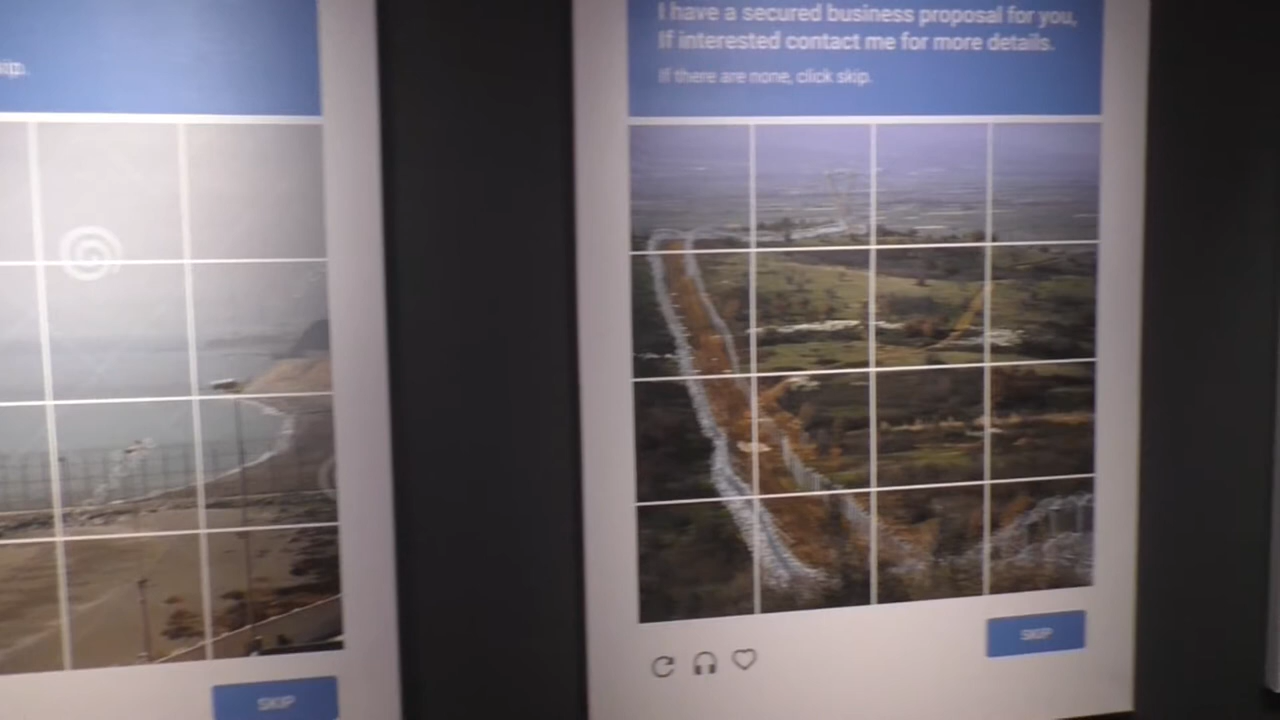 skip.
I have a secured business proposal for you,
If interested contact me for more details.
If there are none, click skip.
SKIP
SKIP